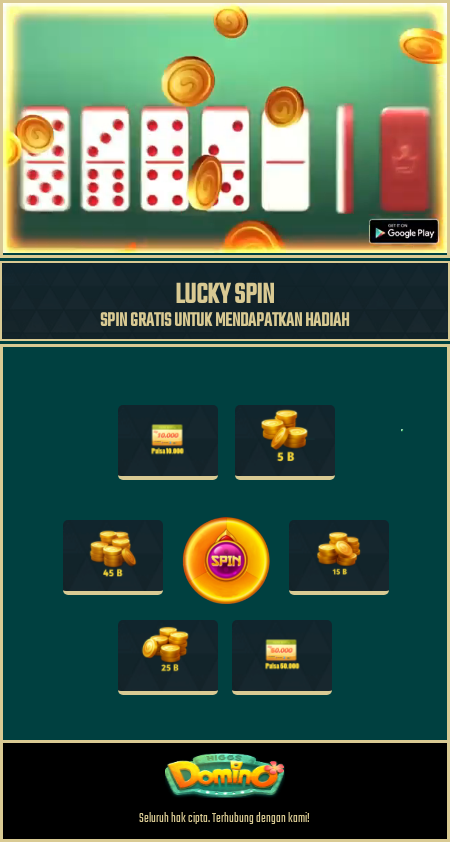 GET IT ON
Google Play
LUCKY SPIN
SPIN GRATIS UNTUK MENDAPATKAN HADIAH
10.000
Pulsa 10.000
5 B
45 B
SPIN
15 B
25 B
50.000
Pulsa 50.000
HIGGS
Domino
Seluruh hak cipta. Terhubung dengan kami!